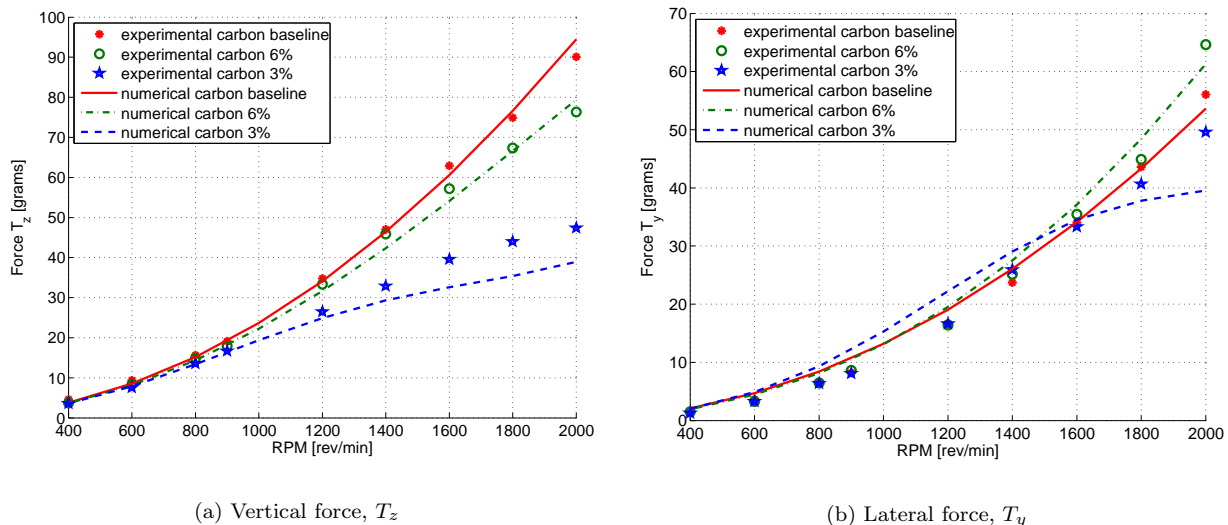 100
90
80
70
60
50
40
30
20
10
0
Force T_z [grams]
experimental carbon baseline
experimental carbon 6%
experimental carbon 3%
numerical carbon baseline
numerical carbon 6%
numerical carbon 3%
400 600 800 1000 1200 1400 1600 1800 2000
RPM [rev/min]
(a) Vertical force, T_z
70
60
50
40
30
20
10
0
Force T_y [grams]
experimental carbon baseline
experimental carbon 6%
experimental carbon 3%
numerical carbon baseline
numerical carbon 6%
numerical carbon 3%
400 600 800 1000 1200 1400 1600 1800 2000
RPM [rev/min]
(b) Lateral force, T_y